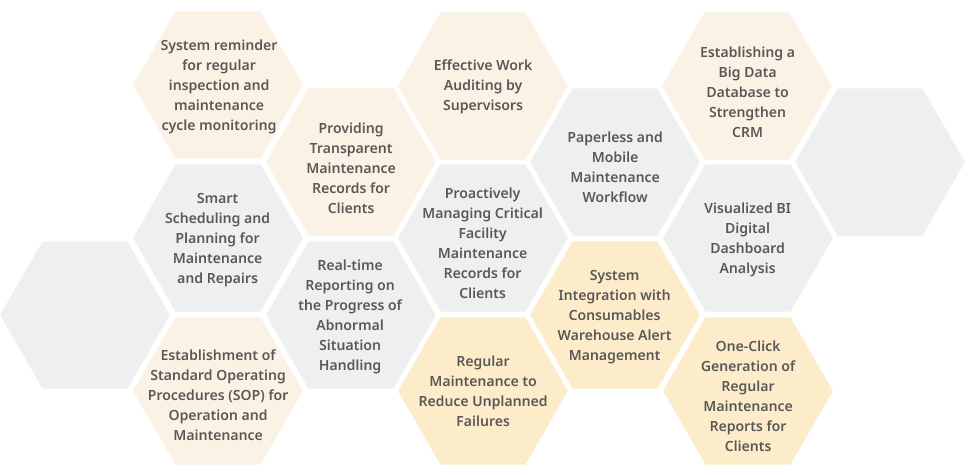 System reminder
for regular
inspection and
maintenance
cycle monitoring
Effective Work
Auditing by
Supervisors
Establishing a
Big Data
Database to
Strengthen
CRM
Providing
Transparent
Maintenance
Records for
Clients
Paperless and
Mobile
Maintenance
Workflow
Smart
Scheduling and
Planning for
Maintenance
and Repairs
Proactively
Managing Critical
Facility
Maintenance
Records for
Clients
Visualized BI
Digital
Dashboard
Analysis
Real-time
Reporting on
the Progress of
Abnormal
Situation
Handling
System
Integration with
Consumables
Warehouse Alert
Management
Establishment of
Standard Operating
Procedures (SOP) for
Operation and
Maintenance
Regular
Maintenance to
Reduce Unplanned
Failures
One-Click
Generation of
Regular
Maintenance
Reports for
Clients